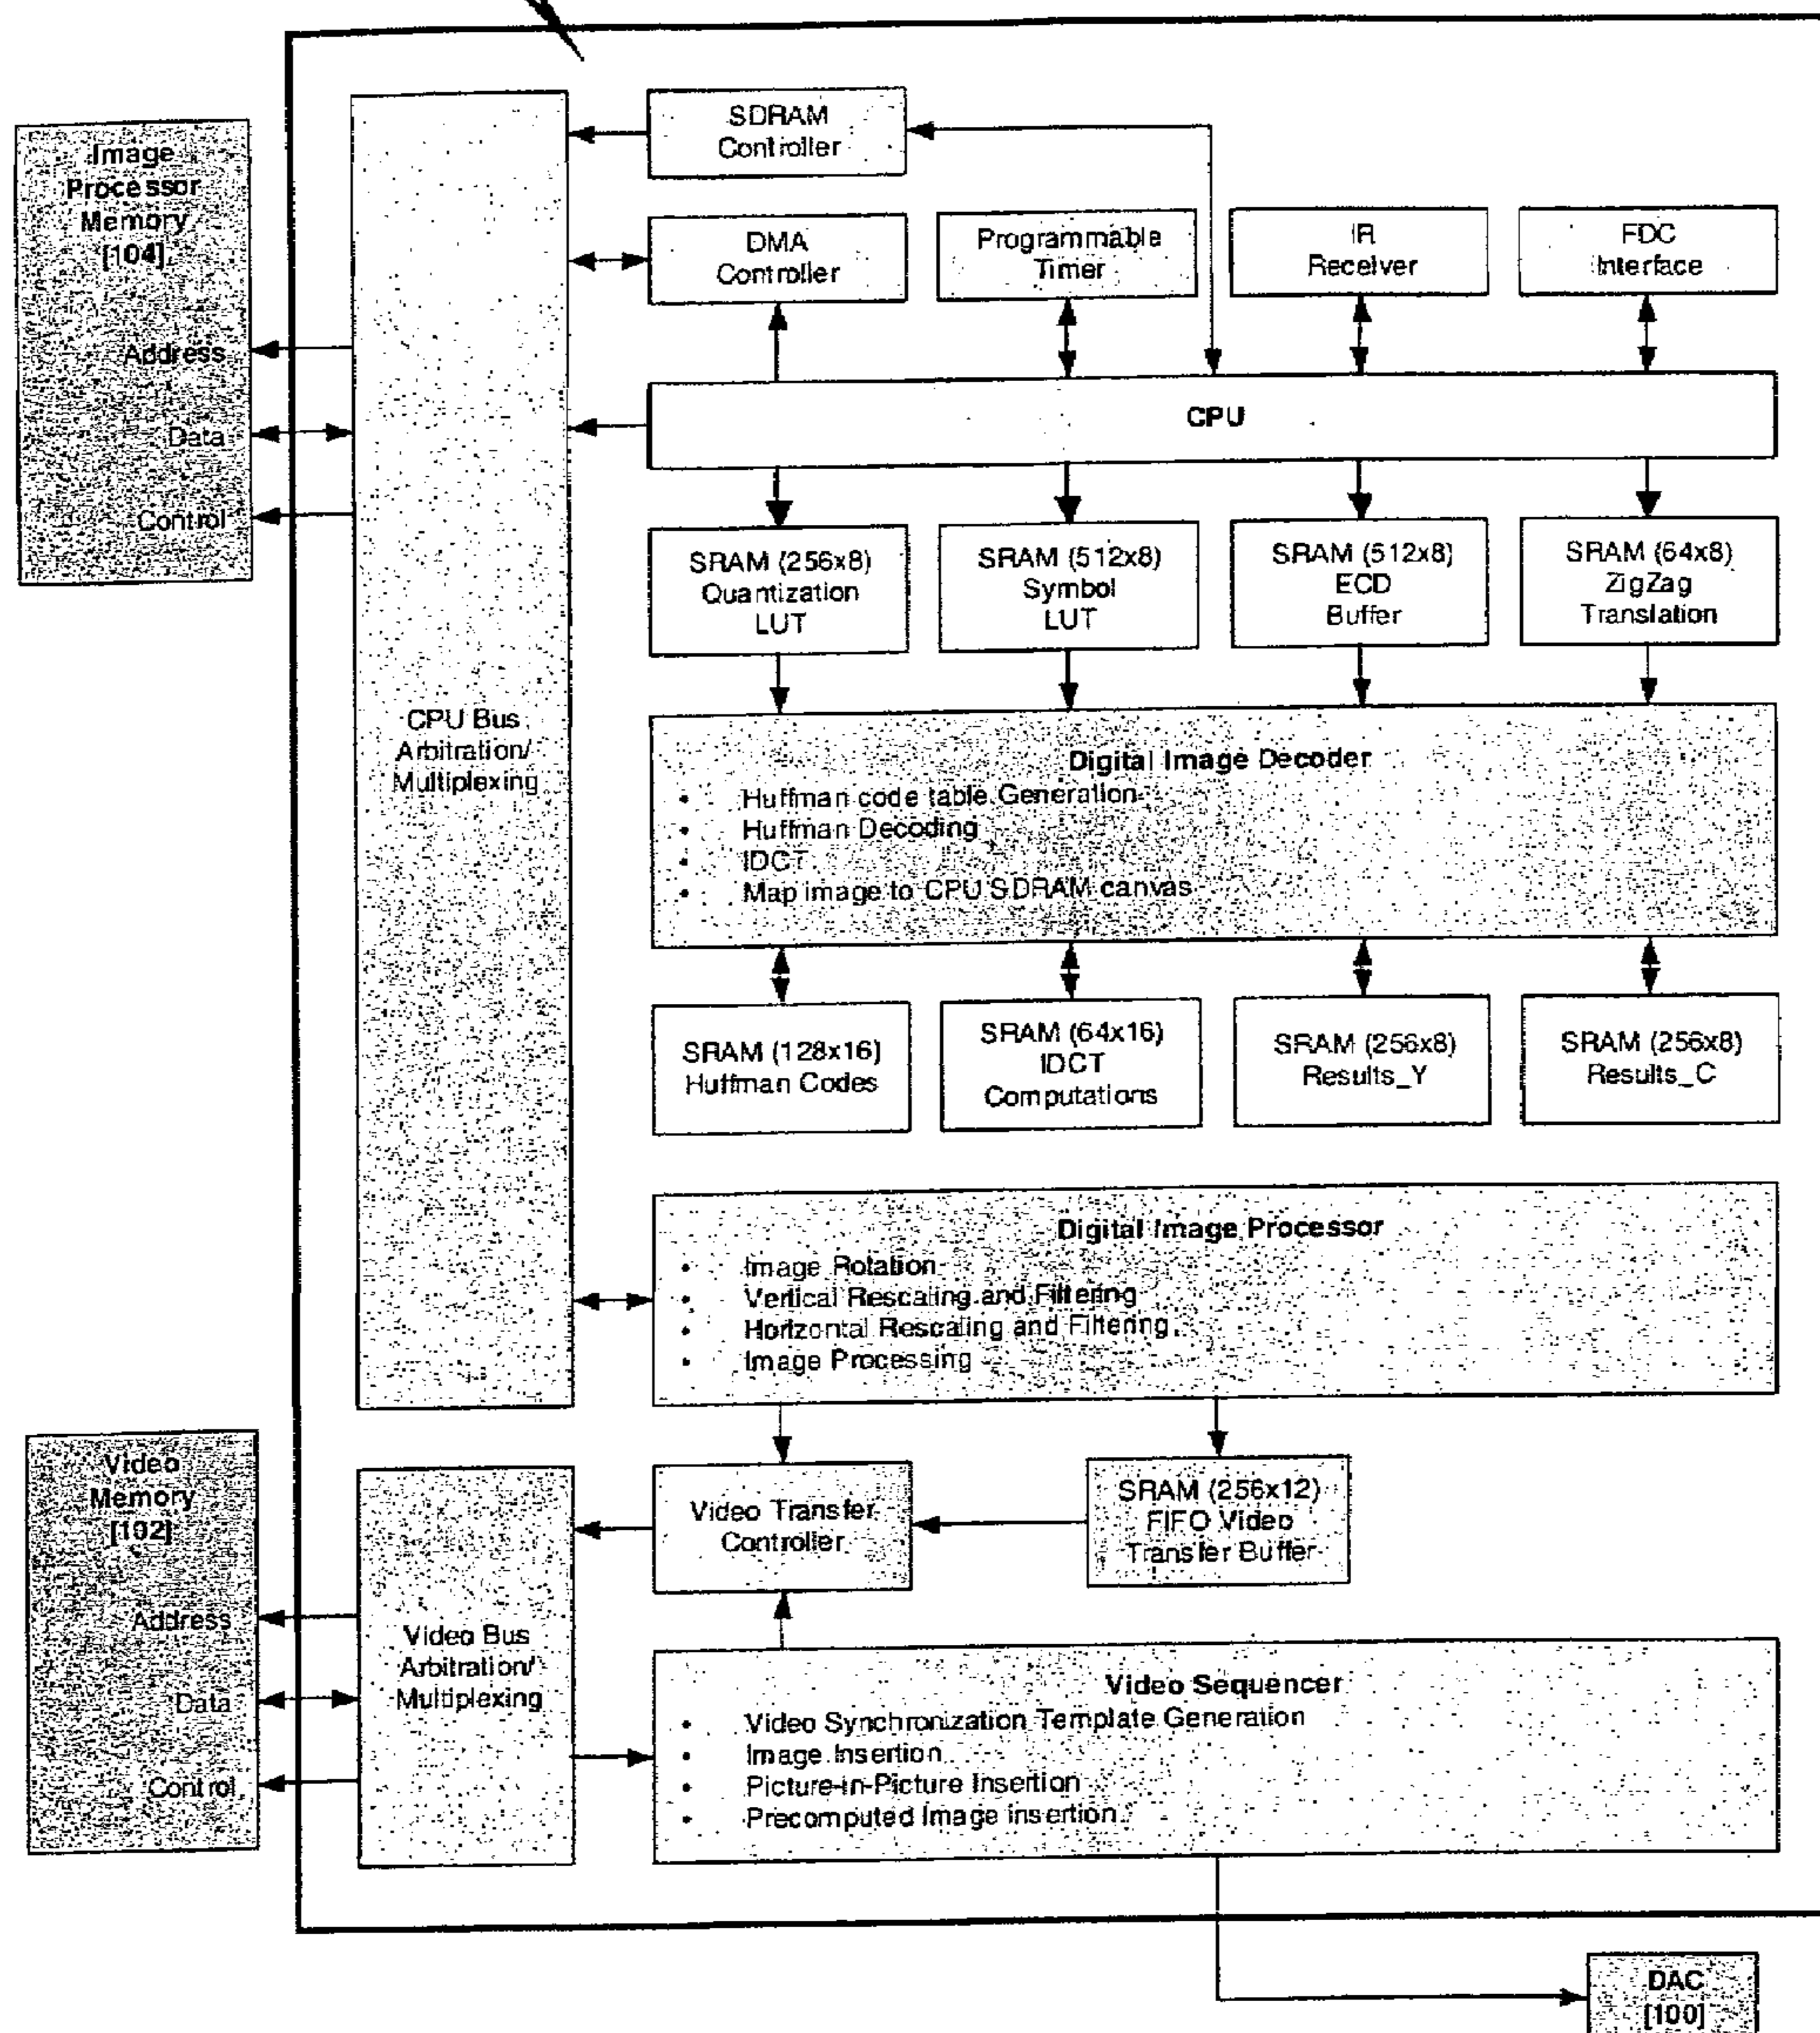 Image
Processor
Memory
[104]
Address
Data
Control
CPU Bus
Arbitration/
Multiplexing
SDRAM
Controller
DMA
Controller
Programmable
Timer
IR
Receiver
FDC
Interface
CPU
SRAM (256x8)
Quantization
LUT
SRAM (512x8)
Symbol
LUT
SRAM (512x8)
ECD
Buffer
SRAM (64x8)
ZigZag
Translation
Digital Image Decoder
• Huffman code table Generation
• Huffman Decoding
• IDCT
• Map image to CPU SDRAM canvas
SRAM (128x16)
Huffman Codes
SRAM (64x16)
IDCT
Computations
SRAM (256x8)
Results_Y
SRAM (256x8)
Results_C
Digital Image Processor
• Image Rotation
• Vertical Rescaling and Filtering
• Horizontal Rescaling and Filtering
• Image Processing
Video
Memory
[102]
Address
Data
Control
Video Bus
Arbitration/
Multiplexing
Video Transfer
Controller
SRAM (256x12)
FIFO Video
Transfer Buffer
Video Sequencer
• Video Synchronization Template Generation
• Image Insertion
• Picture-in-Picture Insertion
• Precomputed Image insertion
DAC
[100]